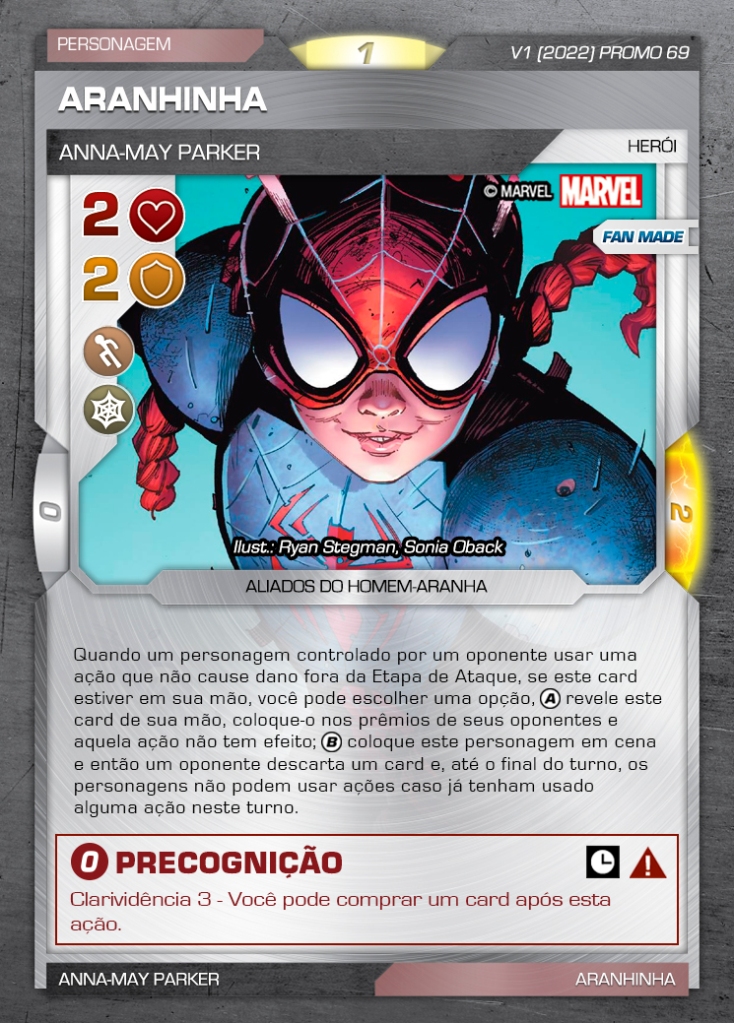 PERSONAGEM
1
V1 (2022) PROMO 69
ARANHINHA
ANNA-MAY PARKER
HERÓI
© MARVEL MARVEL
2
FAN MADE
2
0
2
Ilust.: Ryan Stegman, Sonia Oback
ALIADOS DO HOMEM-ARANHA
Quando um personagem controlado por um oponente usar uma
ação que não cause dano fora da Etapa de Ataque, se este card
estiver em sua mão, você pode escolher uma opção, A revele este
card de sua mão, coloque-o nos prêmios de seus oponentes e
aquela ação não tem efeito; B coloque este personagem em cena
e então um oponente descarta um card e, até o final do turno, os
personagens não podem usar ações caso já tenham usado
alguma ação neste turno.
0 PRECOGNIÇÃO
Clarividência 3 - Você pode comprar um card após esta
ação.
ANNA-MAY PARKER
ARANHINHA